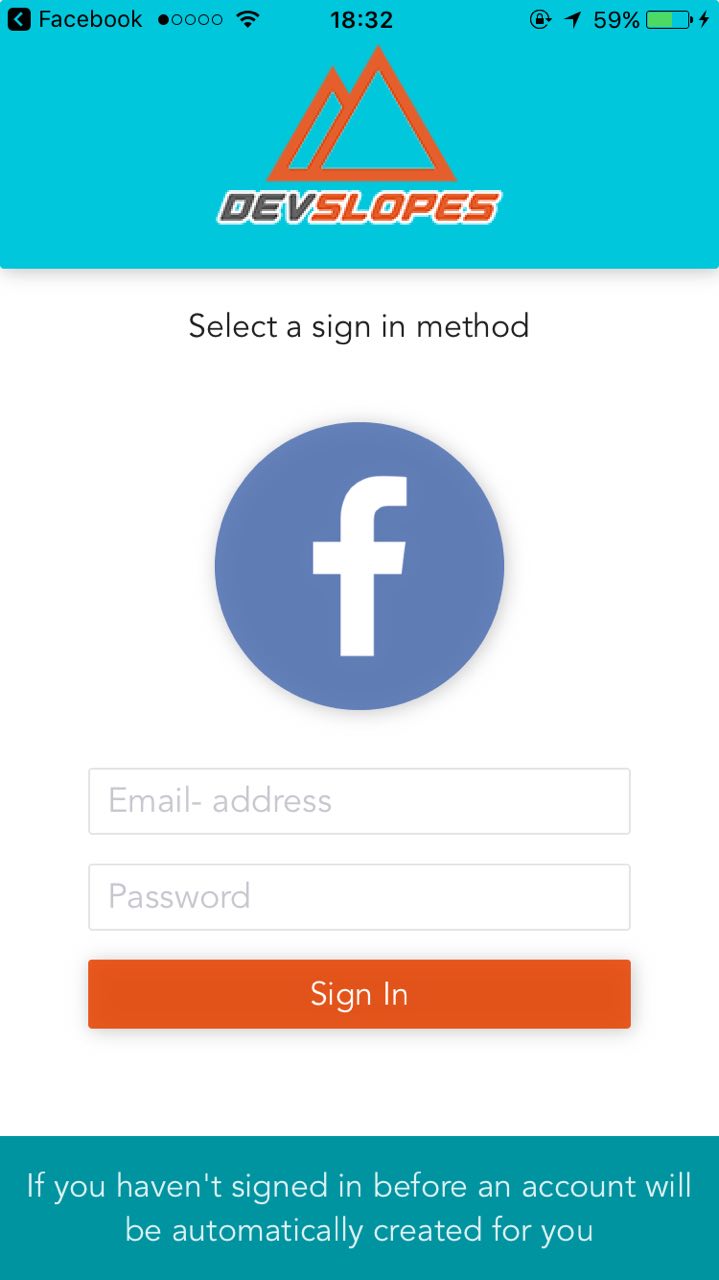 Facebook 18:32 59%
DEVSLOPES
Select a sign in method
f
Email- address
Password
Sign In
If you haven't signed in before an account will
be automatically created for you